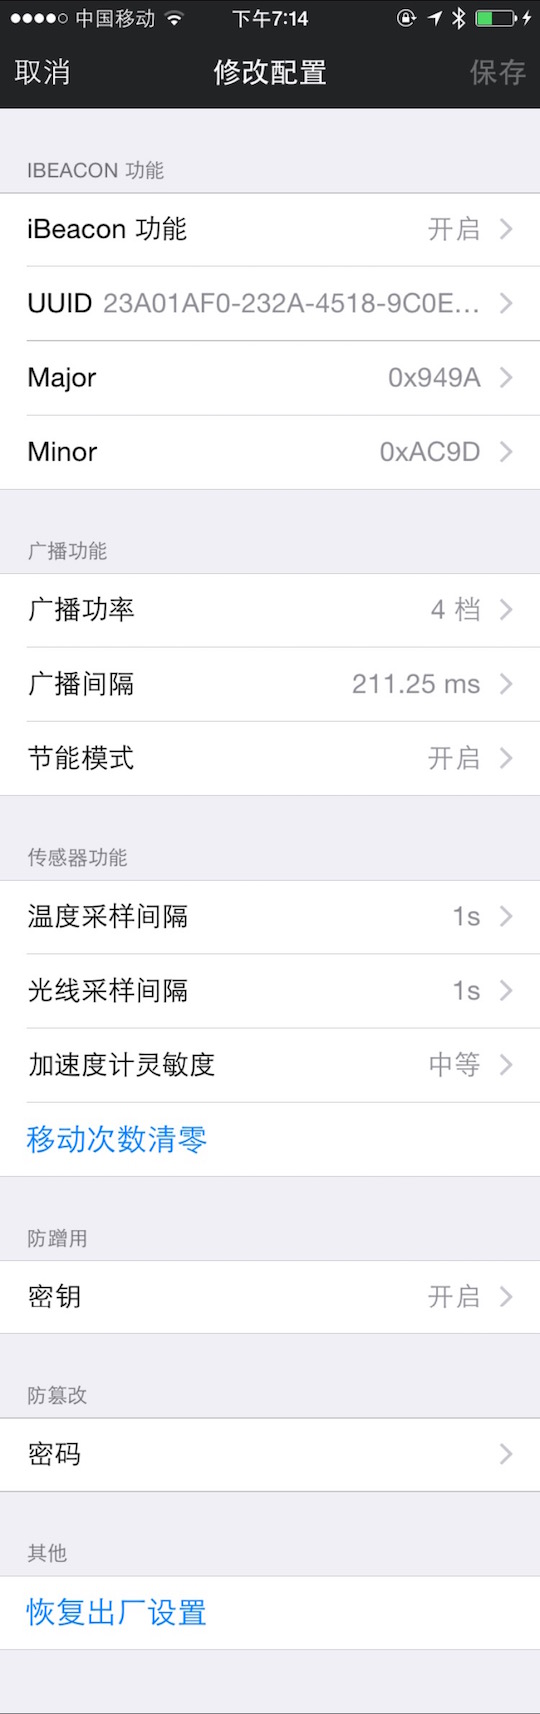 中国移动 下午7:14
取消 修改配置 保存
IBEACON 功能
iBeacon 功能 开启
UUID 23A01AF0-232A-4518-9C0E...
Major 0x949A
Minor 0xAC9D
广播功能
广播功率 4 档
广播间隔 211.25 ms
节能模式 开启
传感器功能
温度采样间隔 1s
光线采样间隔 1s
加速度计灵敏度 中等
移动次数清零
防蹭用
密钥 开启
防篡改
密码
其他
恢复出厂设置